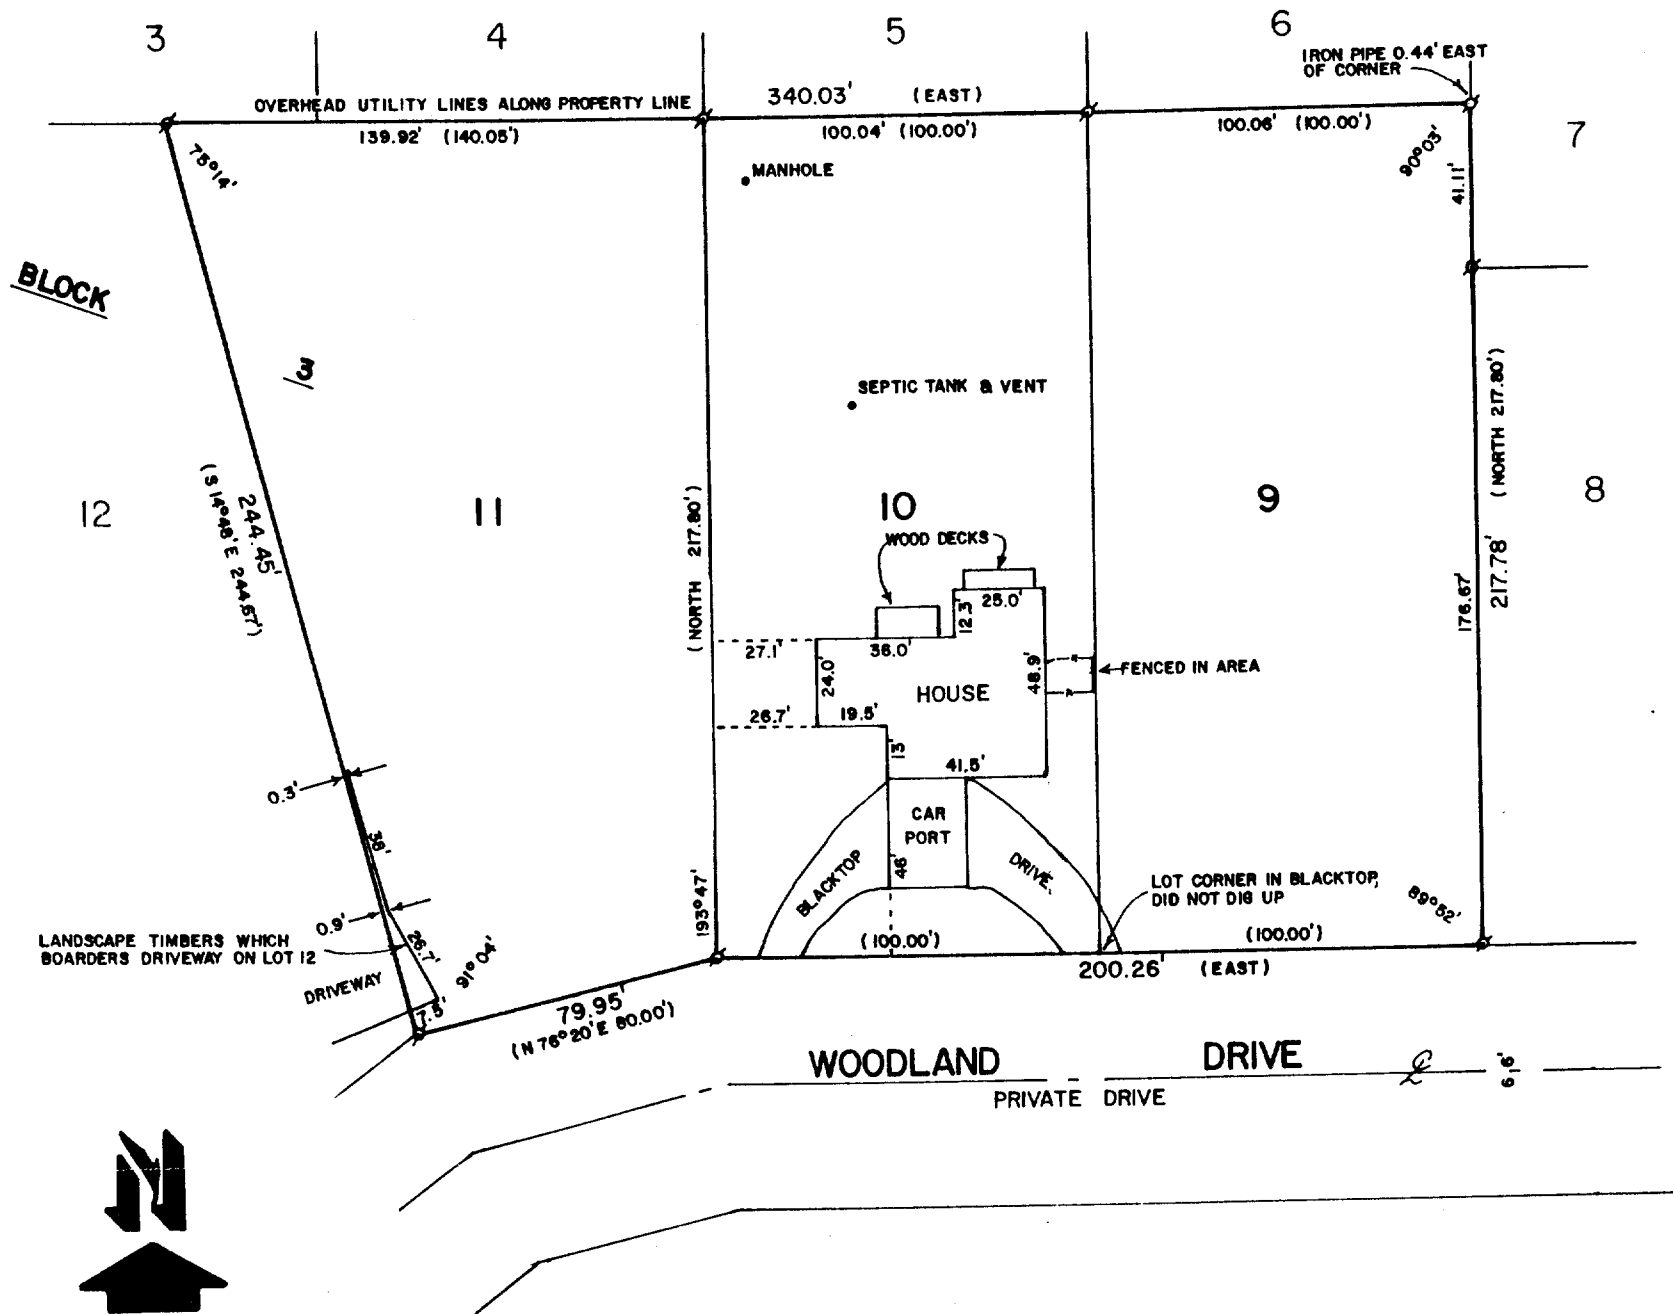 3
4
5
6
IRON PIPE 0.44' EAST
OF CORNER
OVERHEAD UTILITY LINES ALONG PROPERTY LINE
340.03' (EAST)
139.92' (140.05')
100.04' (100.00')
100.06' (100.00')
75°14'
90°03'
41.11'
7
MANHOLE
BLOCK
13
SEPTIC TANK & VENT
(NORTH 217.80')
217.78'
176.67'
12
244.45'
(S 14°48' E 244.67')
11
(NORTH 217.80')
10
9
8
WOOD DECKS
25.0'
12.3'
27.1'
36.0'
24.0'
48.9'
FENCED IN AREA
HOUSE
26.7'
19.5'
13'
41.5'
0.3'
38'
CAR
PORT
BLACKTOP
46'
DRIVE.
LOT CORNER IN BLACKTOP,
DID NOT DIG UP
193°47'
89°52'
0.9'
LANDSCAPE TIMBERS WHICH
BOARDERS DRIVEWAY ON LOT 12
26.7'
91°04'
(100.00')
(100.00')
DRIVEWAY
7.5'
200.26' (EAST)
79.95'
(N 76°20' E 80.00')
WOODLAND DRIVE
PRIVATE DRIVE
N